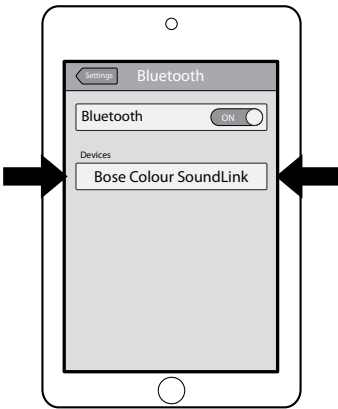 Settings
Bluetooth
Bluetooth
ON
Devices
Bose Colour SoundLink